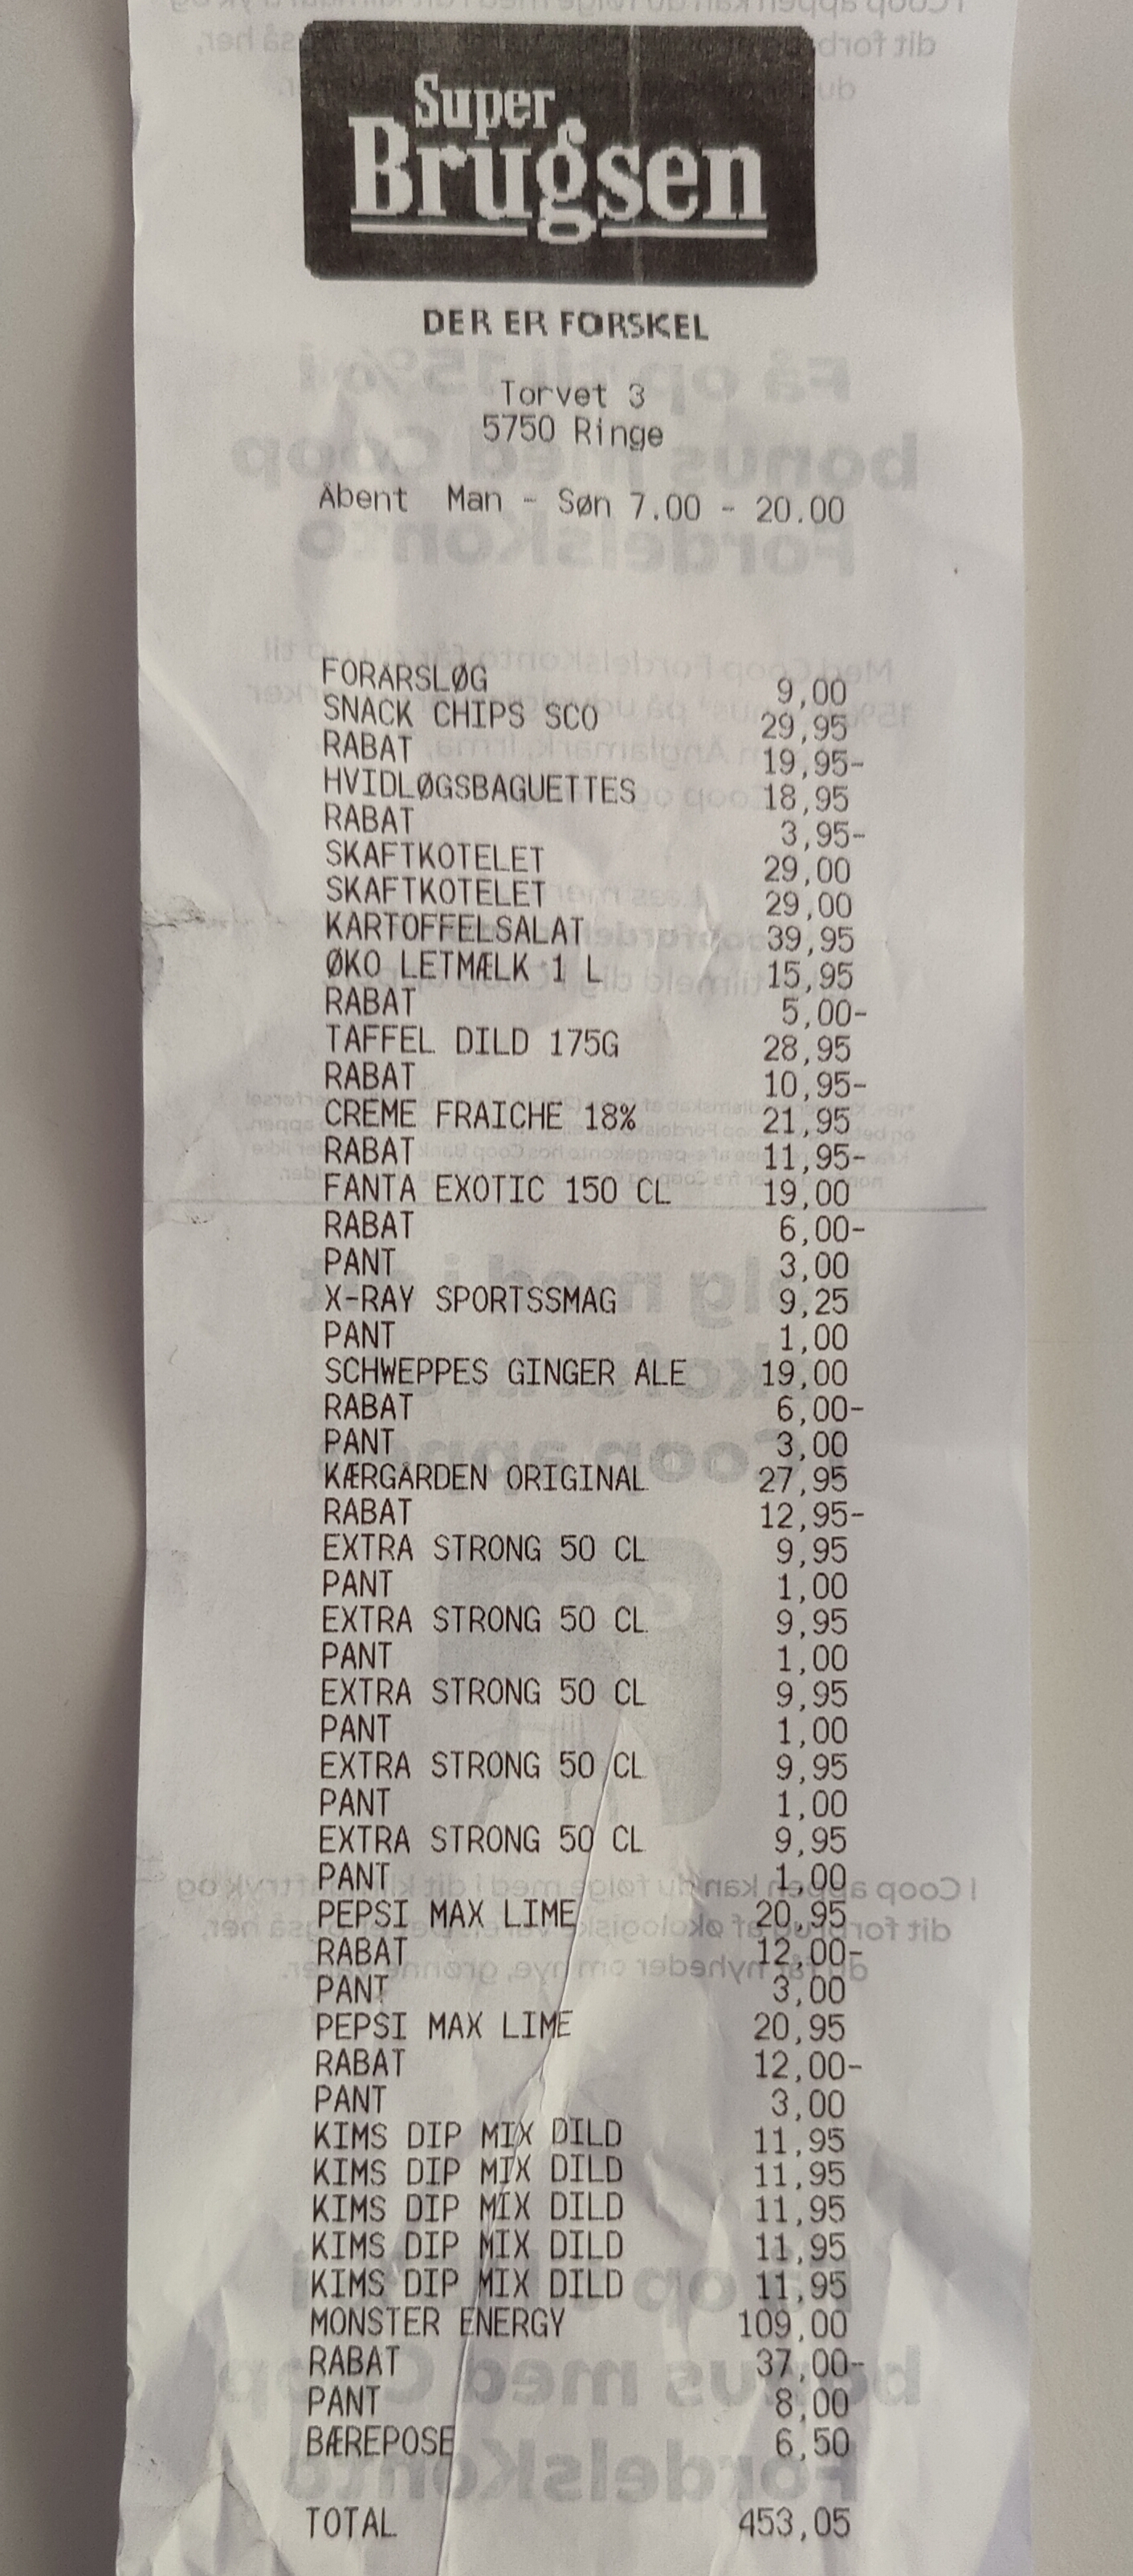 Super
Brugsen
DER ER FORSKEL
Torvet 3
5750 Ringe
Åbent Man - Søn 7.00 - 20.00
FORÅRSLØG 9,00
SNACK CHIPS SCO 29,95
RABAT 19,95-
HVIDLØGSBAGUETTES 18,95
RABAT 3,95-
SKAFTKOTELET 29,00
SKAFTKOTELET 29,00
KARTOFFELSALAT 39,95
ØKO LETMÆLK 1 L 15,95
RABAT 5,00-
TAFFEL DILD 175G 28,95
RABAT 10,95-
CREME FRAICHE 18% 21,95
RABAT 11,95-
FANTA EXOTIC 150 CL 19,00
RABAT 6,00-
PANT 3,00
X-RAY SPORTSSMAG 9,25
PANT 1,00
SCHWEPPES GINGER ALE 19,00
RABAT 6,00-
PANT 3,00
KÆRGÅRDEN ORIGINAL 27,95
RABAT 12,95-
EXTRA STRONG 50 CL 9,95
PANT 1,00
EXTRA STRONG 50 CL 9,95
PANT 1,00
EXTRA STRONG 50 CL 9,95
PANT 1,00
EXTRA STRONG 50 CL 9,95
PANT 1,00
EXTRA STRONG 50 CL 9,95
PANT 1,00
PEPSI MAX LIME 20,95
RABAT 12,00-
PANT 3,00
PEPSI MAX LIME 20,95
RABAT 12,00-
PANT 3,00
KIMS DIP MIX DILD 11,95
KIMS DIP MIX DILD 11,95
KIMS DIP MIX DILD 11,95
KIMS DIP MIX DILD 11,95
KIMS DIP MIX DILD 11,95
MONSTER ENERGY 109,00
RABAT 37,00-
PANT 8,00
BÆREPOSE 6,50
TOTAL 453,05